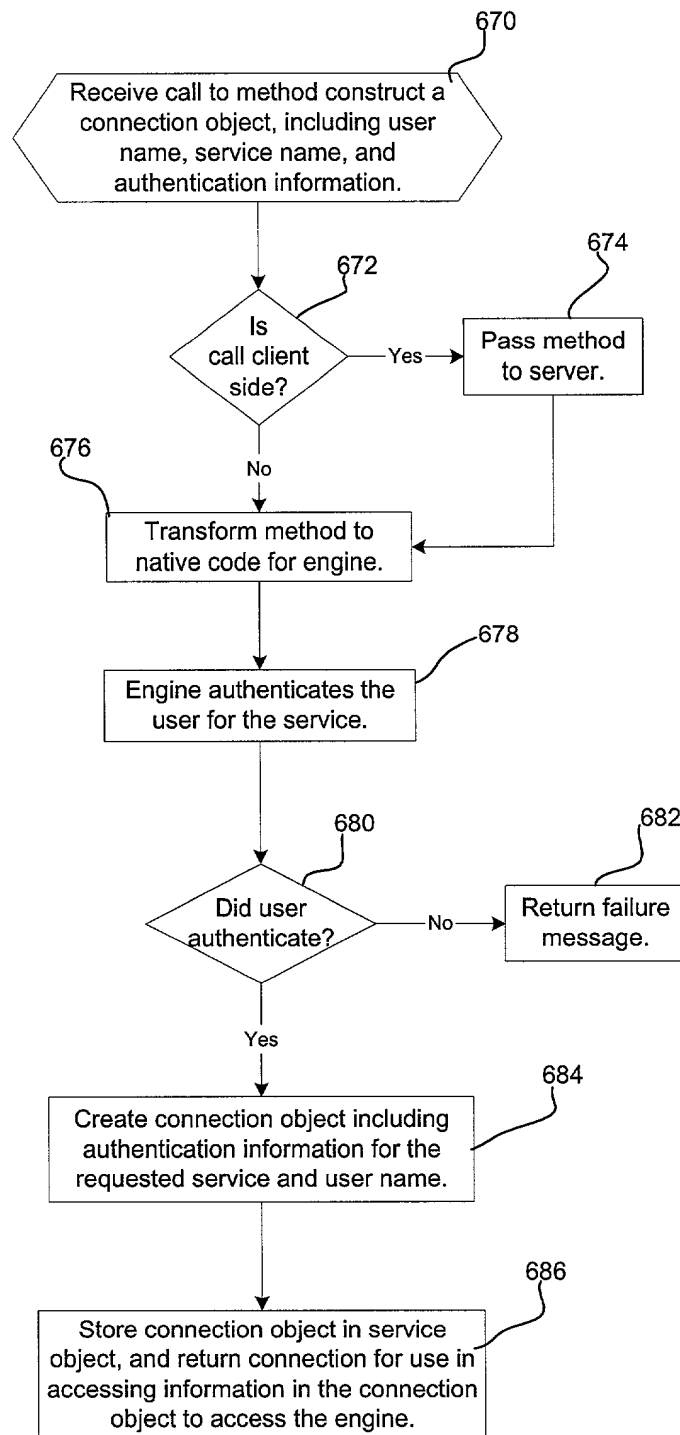 670
Receive call to method construct a
connection object, including user
name, service name, and
authentication information.
672
674
Is
call client
side?
Yes
Pass method
to server.
No
676
Transform method to
native code for engine.
678
Engine authenticates the
user for the service.
680
682
Did user
authenticate?
No
Return failure
message.
Yes
684
Create connection object including
authentication information for the
requested service and user name.
686
Store connection object in service
object, and return connection for use in
accessing information in the connection
object to access the engine.